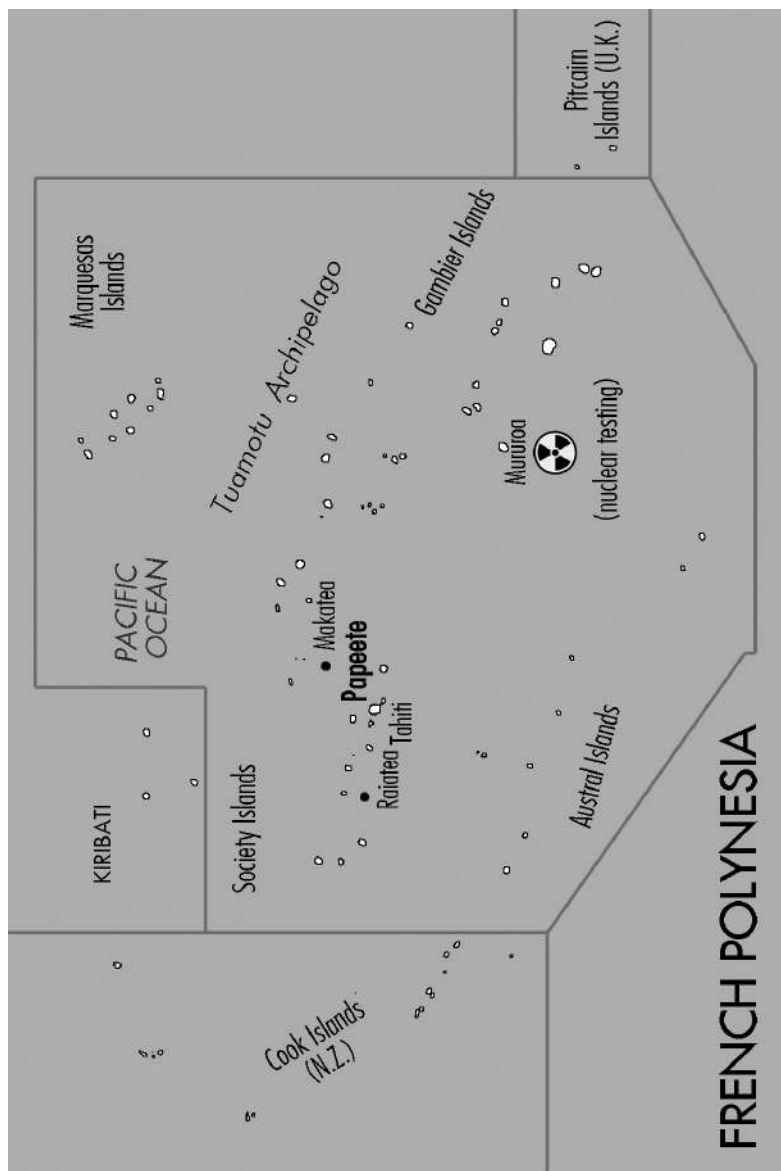 Marquesas
Islands
PACIFIC
OCEAN
KIRIBATI
Tuamotu Archipelago
Pitcairn
Islands (U.K.)
Gambier Islands
Society Islands
Makatea
Papeete
Raiatea
Tahiti
Mururoa
(nuclear testing)
Cook Islands
(N.Z.)
Austral Islands
FRENCH POLYNESIA